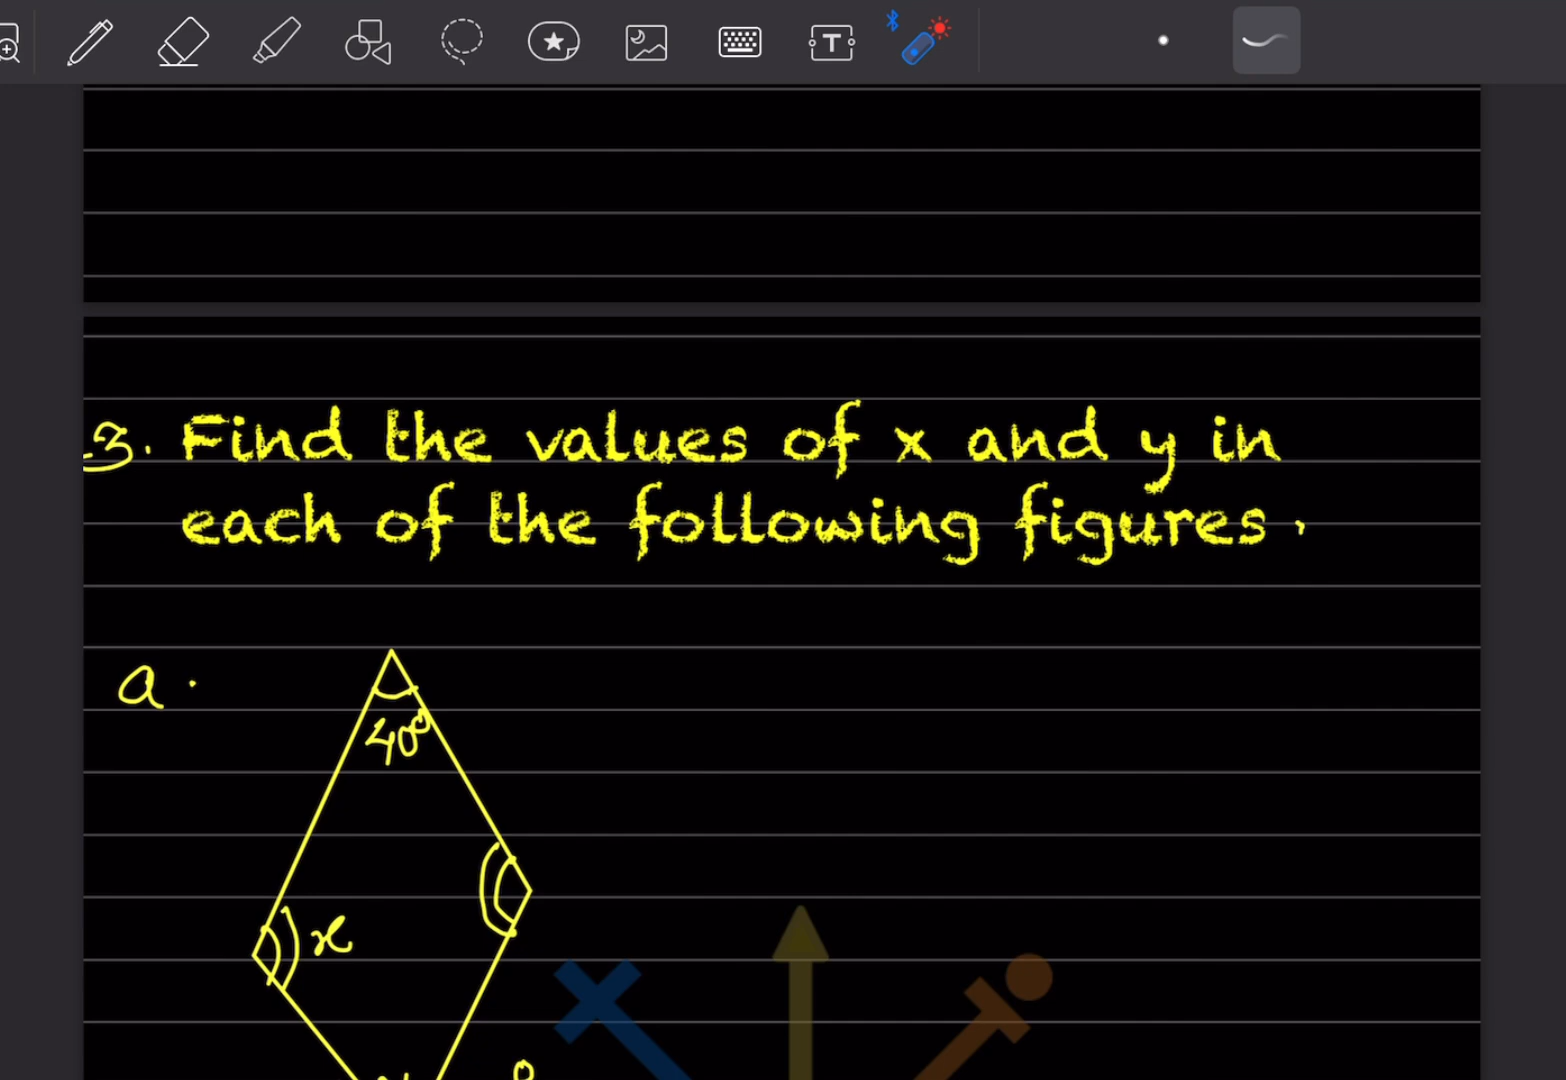 3. Find the values of x and y in
each of the following figures.
a.
40°
x